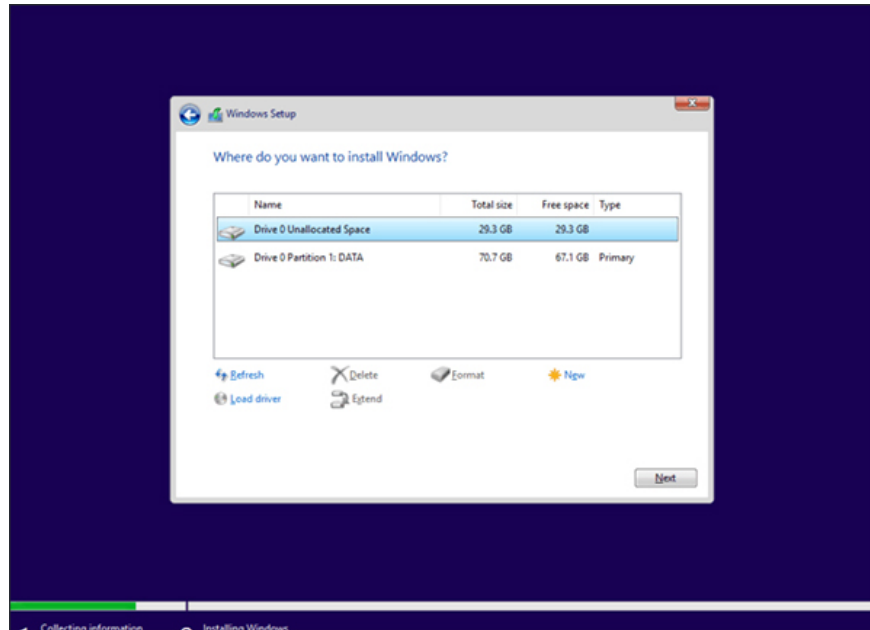 Windows Setup
Where do you want to install Windows?
Name Total size Free space Type
Drive 0 Unallocated Space 29.3 GB 29.3 GB
Drive 0 Partition 1: DATA 70.7 GB 67.1 GB Primary
Refresh Delete Format New
Load driver Extend
Next
Collecting information Installing Windows